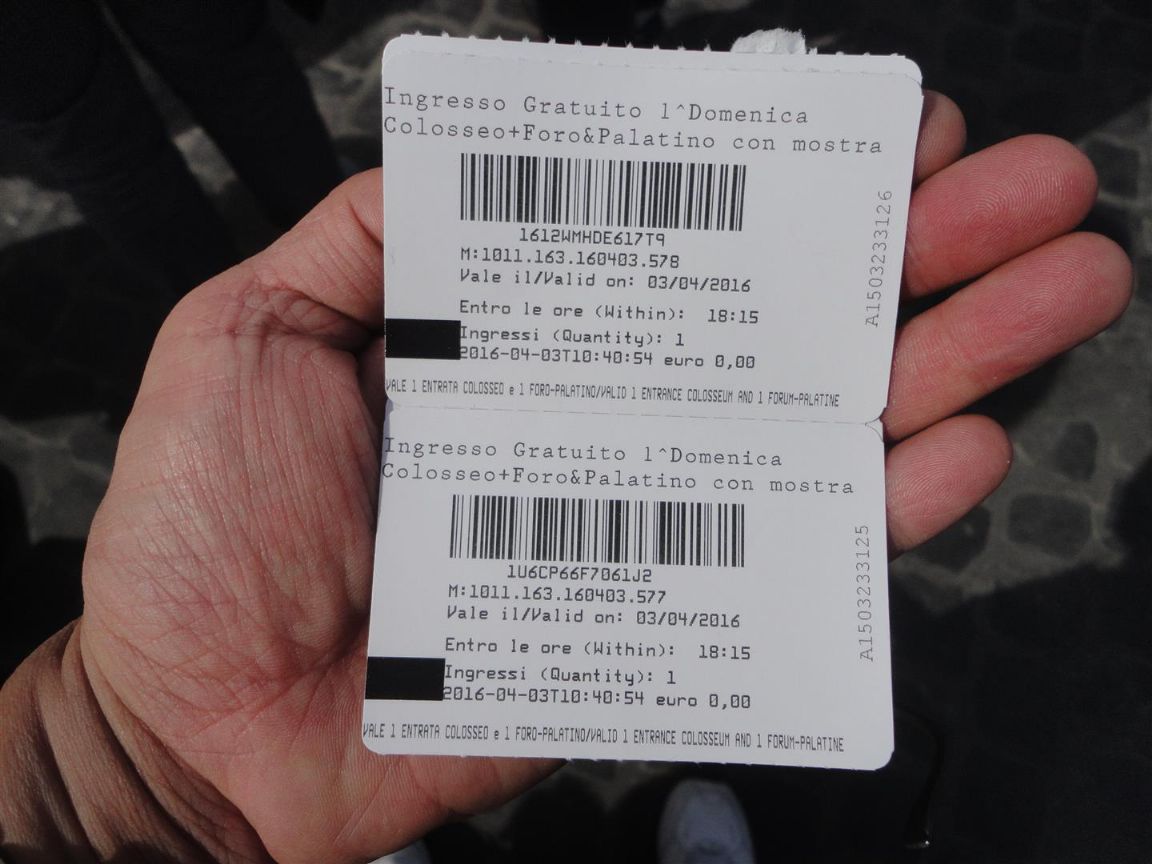 Ingresso Gratuito 1^Domenica
Colosseo+Foro&Palatino con mostra
1612WMHDE617T9
M:1011.163.160403.578
Vale il/Valid on: 03/04/2016
Entro le ore (Within): 18:15
Ingressi (Quantity): 1
2016-04-03T10:40:54 euro 0,00
VALE 1 ENTRATA COLOSSEO e 1 FORO-PALATINO/VALID 1 ENTRANCE COLOSSEUM AND 1 FORUM-PALATINE
A1503233126
Ingresso Gratuito 1^Domenica
Colosseo+Foro&Palatino con mostra
1U6CP66F7061J2
M:1011.163.160403.577
Vale il/Valid on: 03/04/2016
Entro le ore (Within): 18:15
Ingressi (Quantity): 1
2016-04-03T10:40:54 euro 0,00
VALE 1 ENTRATA COLOSSEO e 1 FORO-PALATINO/VALID 1 ENTRANCE COLOSSEUM AND 1 FORUM-PALATINE
A1503233125